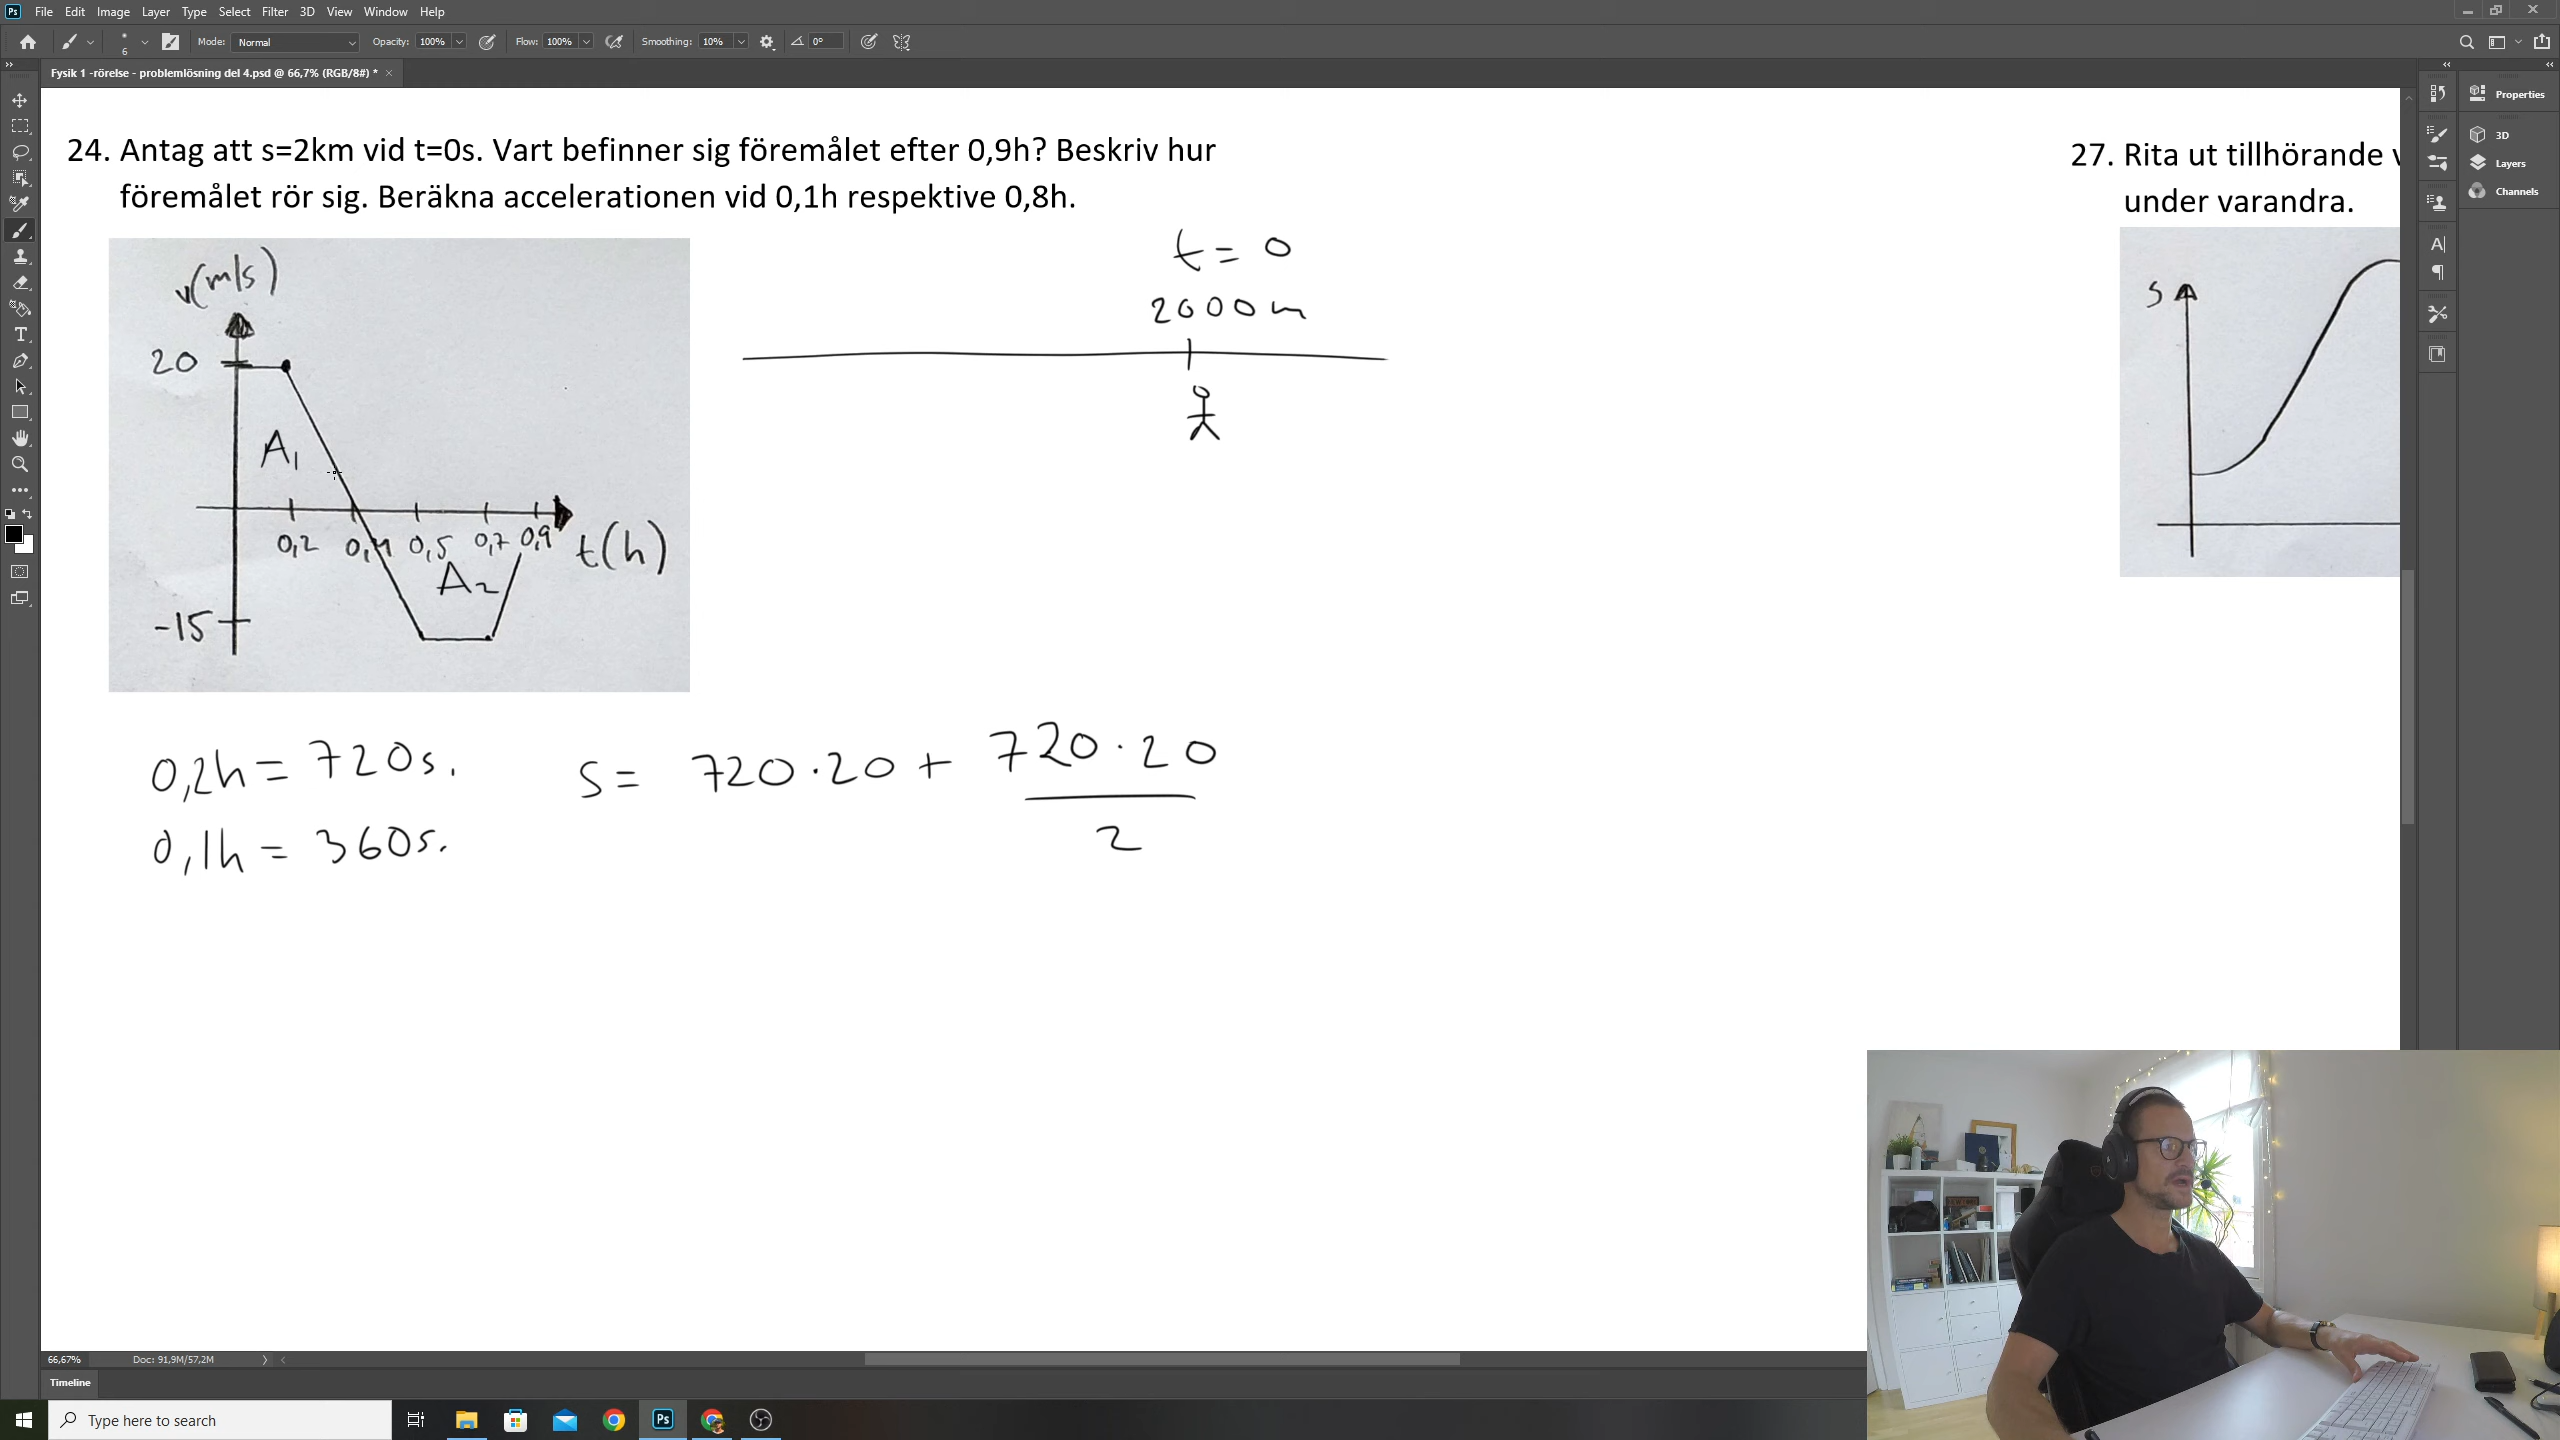 Ps File Edit Image Layer Type Select Filter 3D View Window Help
6 Mode: Normal Opacity: 100% Flow: 100% Smoothing: 10% 0°
Fysik 1 -rörelse - problemlösning del 4.psd @ 66,7% (RGB/8#) * ×
24. Antag att s=2km vid t=0s. Vart befinner sig föremålet efter 0,9h? Beskriv hur
föremålet rör sig. Beräkna accelerationen vid 0,1h respektive 0,8h.
27. Rita ut tillhörande v
under varandra.
v(m/s)
20
A1
0,2 0,4 0,5 0,7 0,9 t(h)
A2
-15
t = 0
2000 m
s
0,2h = 720s.
0,1h = 360s.
s = 720·20 + 720·20
2
Properties
3D
Layers
Channels
66,67% Doc: 91,9M/57,2M
Timeline
Type here to search
Ps